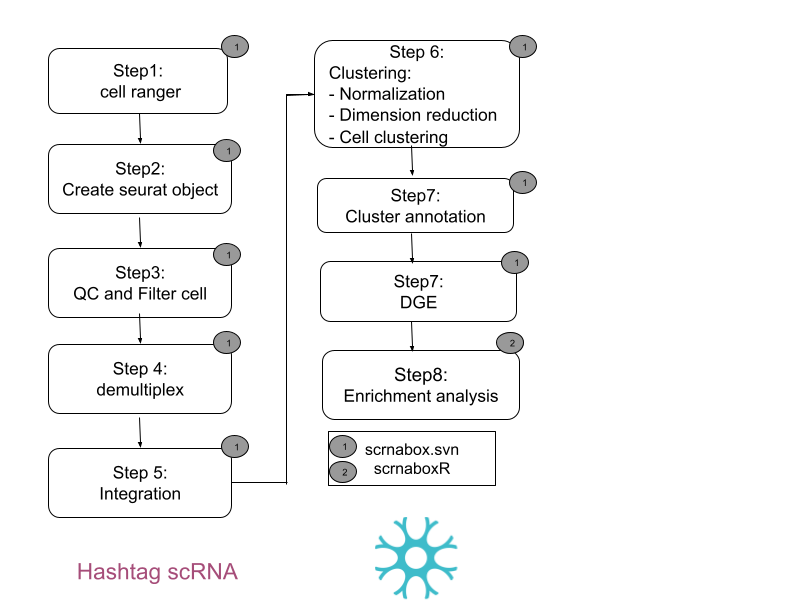 1
Step1:
cell ranger
1
Step2:
Create seurat object
1
Step3:
QC and Filter cell
1
Step 4:
demultiplex
1
Step 5:
Integration
1
Step 6:
Clustering:
- Normalization
- Dimension reduction
- Cell clustering
1
Step7:
Cluster annotation
1
Step7:
DGE
2
Step8:
Enrichment analysis
1 scrnabox.svn
2 scrnaboxR
Hashtag scRNA